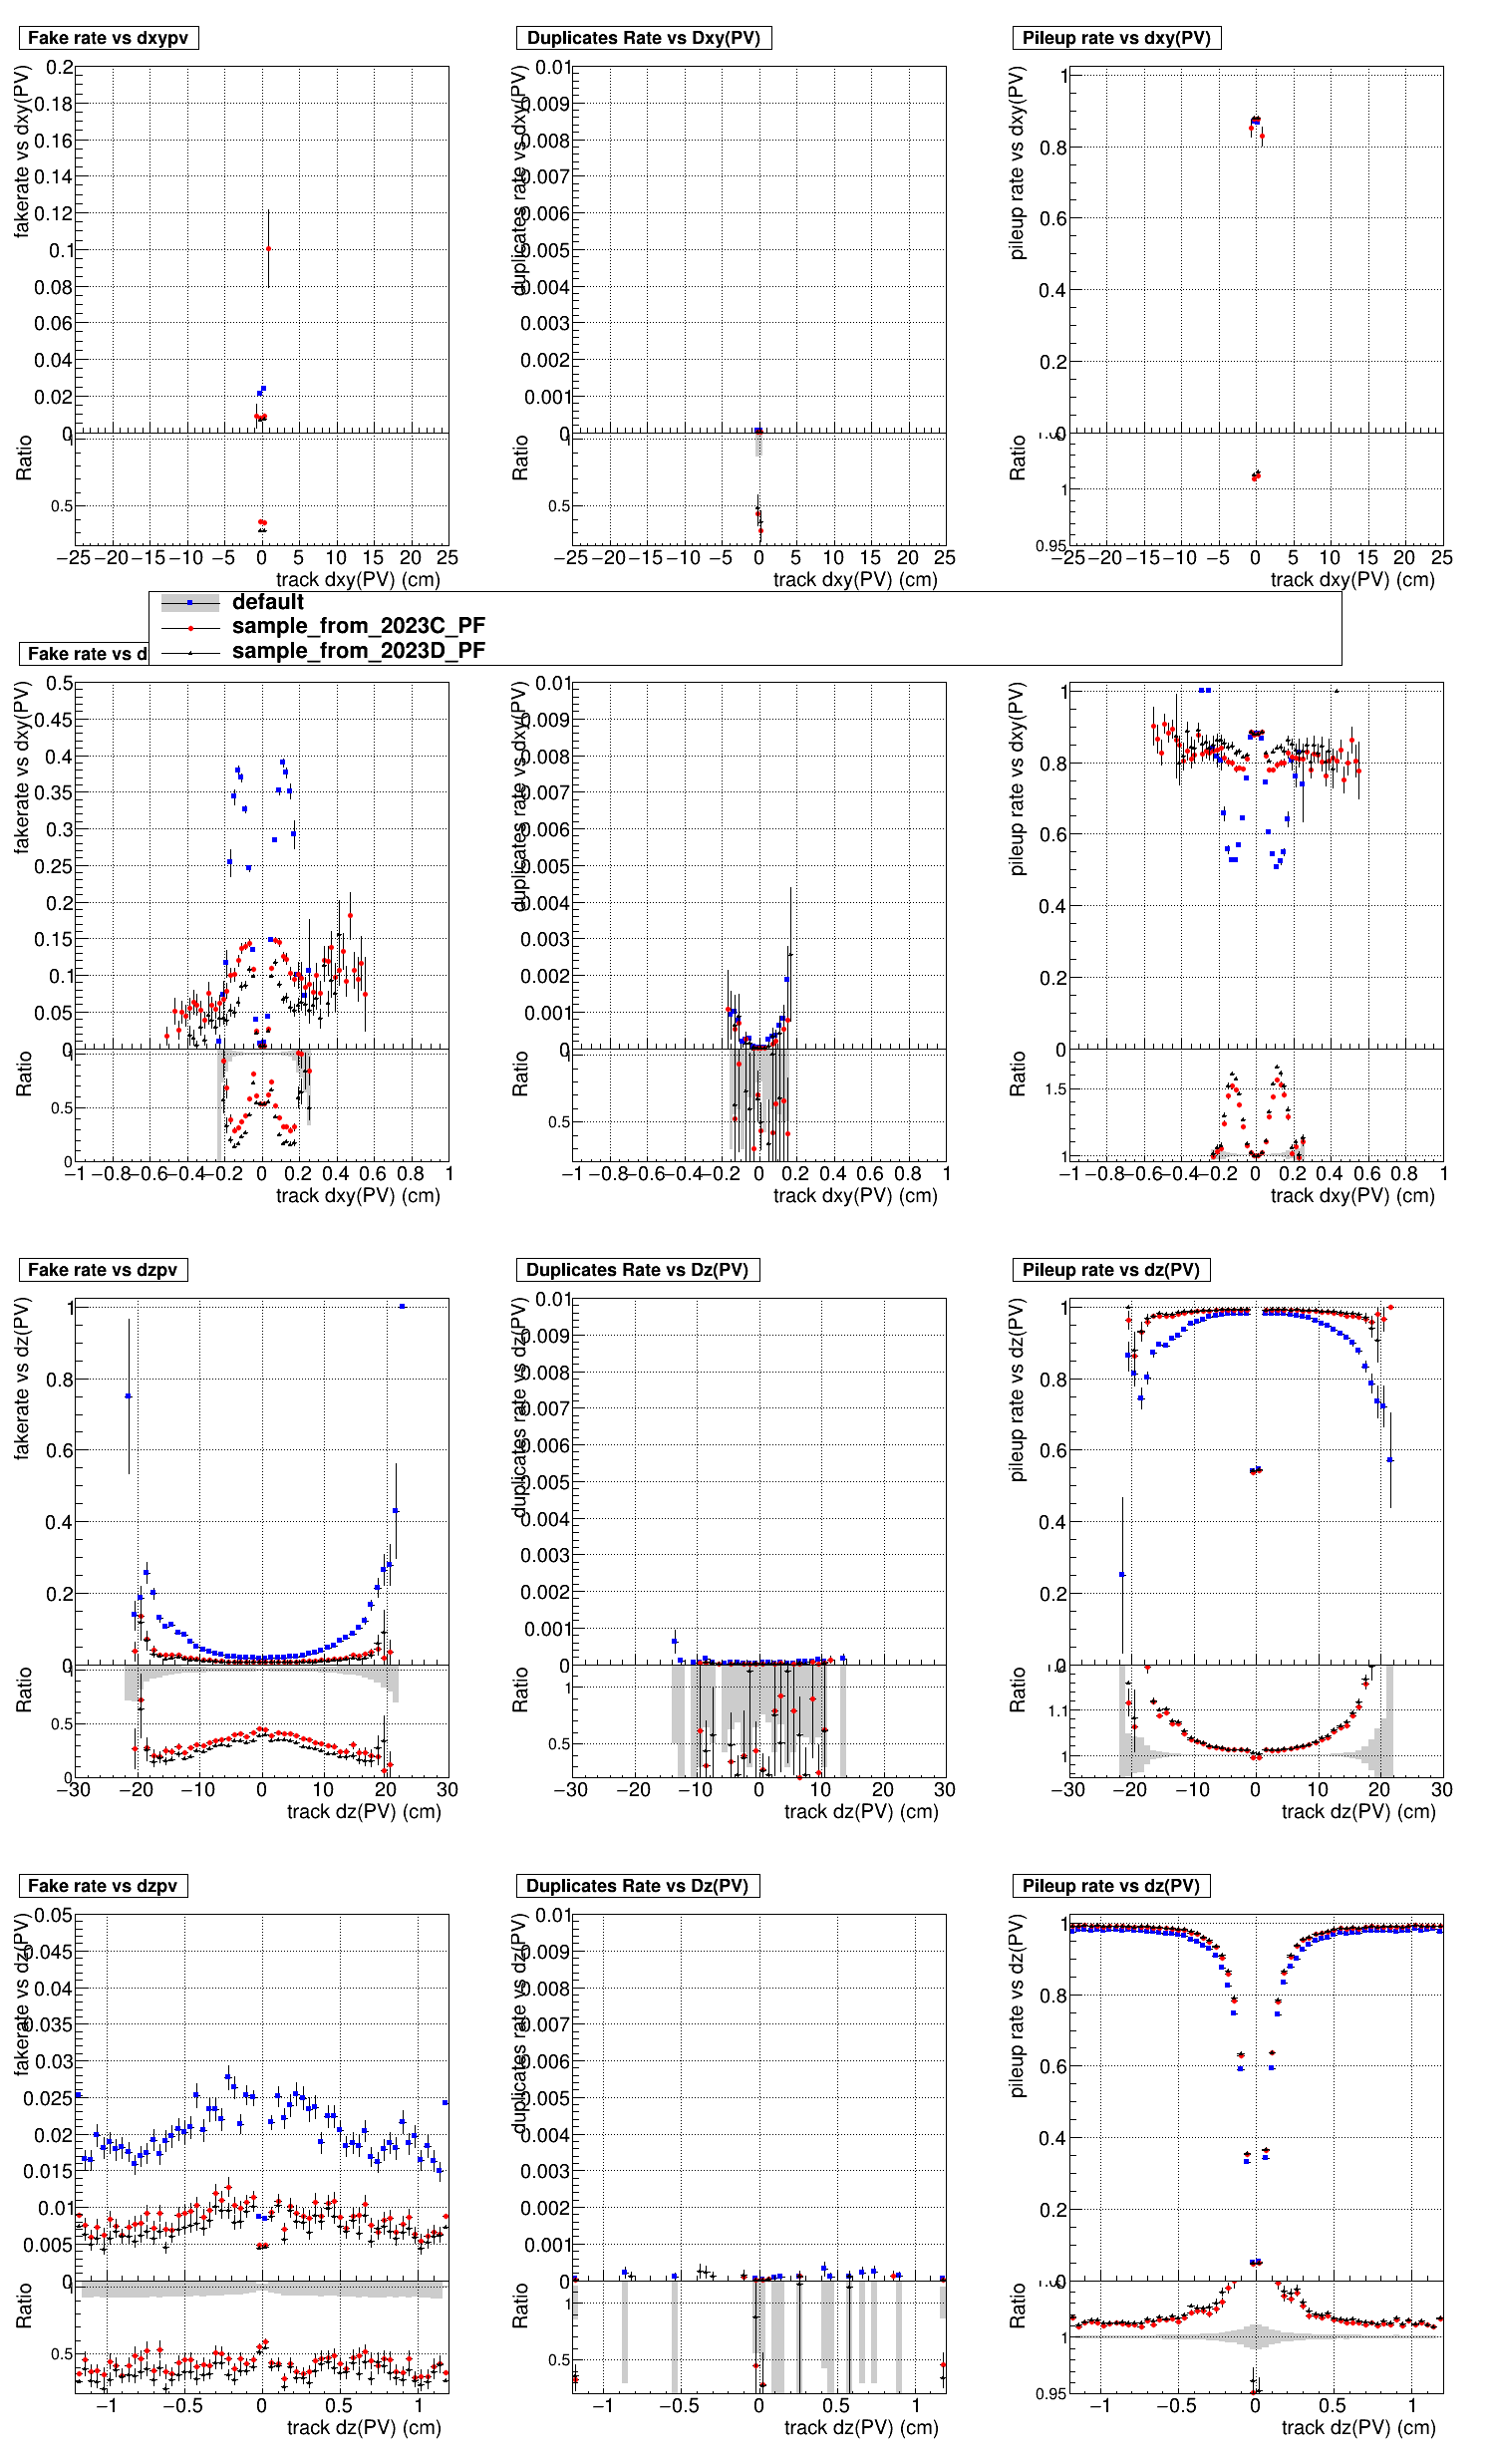 Fake rate vs dxypv
Duplicates Rate vs Dxy(PV)
Pileup rate vs dxy(PV)
fakerate vs dxy(PV)
0.2
0.18
0.16
0.14
0.12
0.1
0.08
0.06
0.04
0.02
0
Ratio
1
0.5
−25 −20 −15 −10 −5 0 5 10 15 20 25
track dxy(PV) (cm)
duplicates rate vs dxy(PV)
0.01
0.009
0.008
0.007
0.006
0.005
0.004
0.003
0.002
0.001
0
Ratio
1
0.5
−25 −20 −15 −10 −5 0 5 10 15 20 25
track dxy(PV) (cm)
pileup rate vs dxy(PV)
1
0.8
0.6
0.4
0.2
0
Ratio
1
0.95
−25 −20 −15 −10 −5 0 5 10 15 20 25
track dxy(PV) (cm)
default
sample_from_2023C_PF
sample_from_2023D_PF
Fake rate vs d
fakerate vs dxy(PV)
0.5
0.45
0.4
0.35
0.3
0.25
0.2
0.15
0.1
0.05
0
Ratio
1
0.5
0
−1 −0.8 −0.6 −0.4 −0.2 0 0.2 0.4 0.6 0.8 1
track dxy(PV) (cm)
duplicates rate vs dxy(PV)
0.01
0.009
0.008
0.007
0.006
0.005
0.004
0.003
0.002
0.001
0
Ratio
1
0.5
−1 −0.8 −0.6 −0.4 −0.2 0 0.2 0.4 0.6 0.8 1
track dxy(PV) (cm)
pileup rate vs dxy(PV)
1
0.8
0.6
0.4
0.2
0
Ratio
1.5
1
−1 −0.8 −0.6 −0.4 −0.2 0 0.2 0.4 0.6 0.8 1
track dxy(PV) (cm)
Fake rate vs dzpv
Duplicates Rate vs Dz(PV)
Pileup rate vs dz(PV)
fakerate vs dz(PV)
1
0.8
0.6
0.4
0.2
0
Ratio
1
0.5
0
−30 −20 −10 0 10 20 30
track dz(PV) (cm)
duplicates rate vs dz(PV)
0.01
0.009
0.008
0.007
0.006
0.005
0.004
0.003
0.002
0.001
0
Ratio
1
0.5
−30 −20 −10 0 10 20 30
track dz(PV) (cm)
pileup rate vs dz(PV)
1
0.8
0.6
0.4
0.2
0
Ratio
1.1
1
−30 −20 −10 0 10 20 30
track dz(PV) (cm)
Fake rate vs dzpv
Duplicates Rate vs Dz(PV)
Pileup rate vs dz(PV)
fakerate vs dz(PV)
0.05
0.045
0.04
0.035
0.03
0.025
0.02
0.015
0.01
0.005
0
Ratio
1
0.5
−1 −0.5 0 0.5 1
track dz(PV) (cm)
duplicates rate vs dz(PV)
0.01
0.009
0.008
0.007
0.006
0.005
0.004
0.003
0.002
0.001
0
Ratio
1
0.5
−1 −0.5 0 0.5 1
track dz(PV) (cm)
pileup rate vs dz(PV)
1
0.8
0.6
0.4
0.2
0
Ratio
1
0.95
−1 −0.5 0 0.5 1
track dz(PV) (cm)